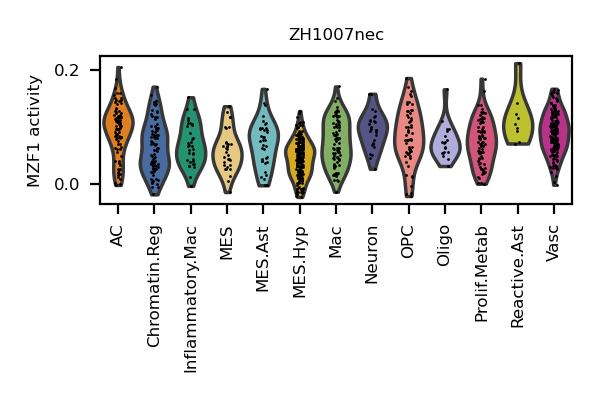 ZH1007nec
MZF1 activity
0.2
0.0
AC
Chromatin.Reg
Inflammatory.Mac
MES
MES.Ast
MES.Hyp
Mac
Neuron
OPC
Oligo
Prolif.Metab
Reactive.Ast
Vasc